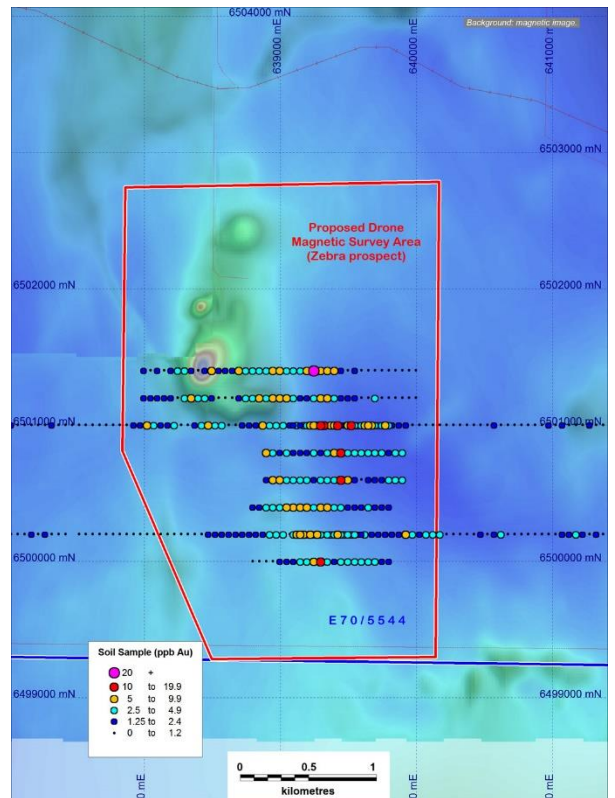 6504000 mN
Background: magnetic image
639000 mE
640000 mE
641000 mE
6503000 mN
Proposed Drone
Magnetic Survey Area
(Zebra prospect)
6502000 mN
6502000 mN
6501000 mN
6501000 mN
6500000 mN
6500000 mN
E70/5544
Soil Sample (ppb Au)
20 +
10 to 19.9
5 to 9.9
2.5 to 4.9
1.25 to 2.4
0 to 1.2
6499000 mN
6499000 mN
0 0.5 1
kilometres
mE
mE
mE